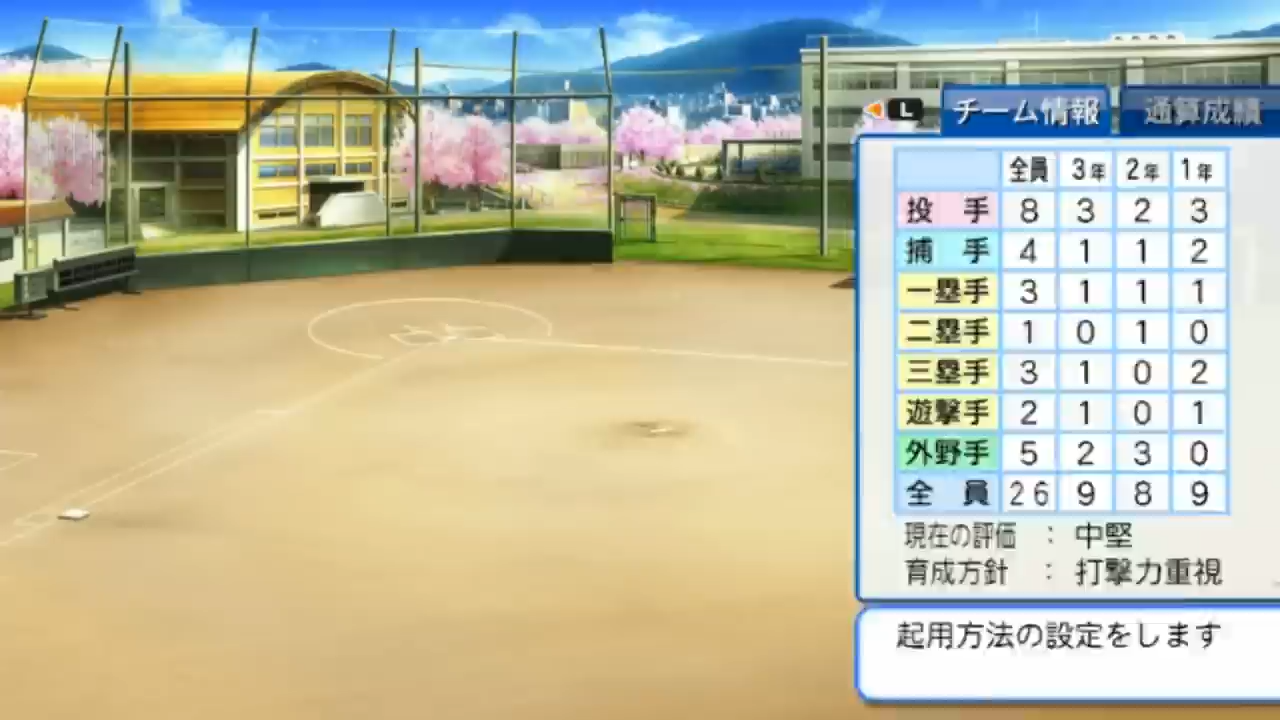 L チーム情報 通算成績
全員 3年 2年 1年
投手 8 3 2 3
捕手 4 1 1 2
一塁手 3 1 1 1
二塁手 1 0 1 0
三塁手 3 1 0 2
遊撃手 2 1 0 1
外野手 5 2 3 0
全員 26 9 8 9
現在の評価 : 中堅
育成方針 : 打撃力重視
起用方法の設定をします